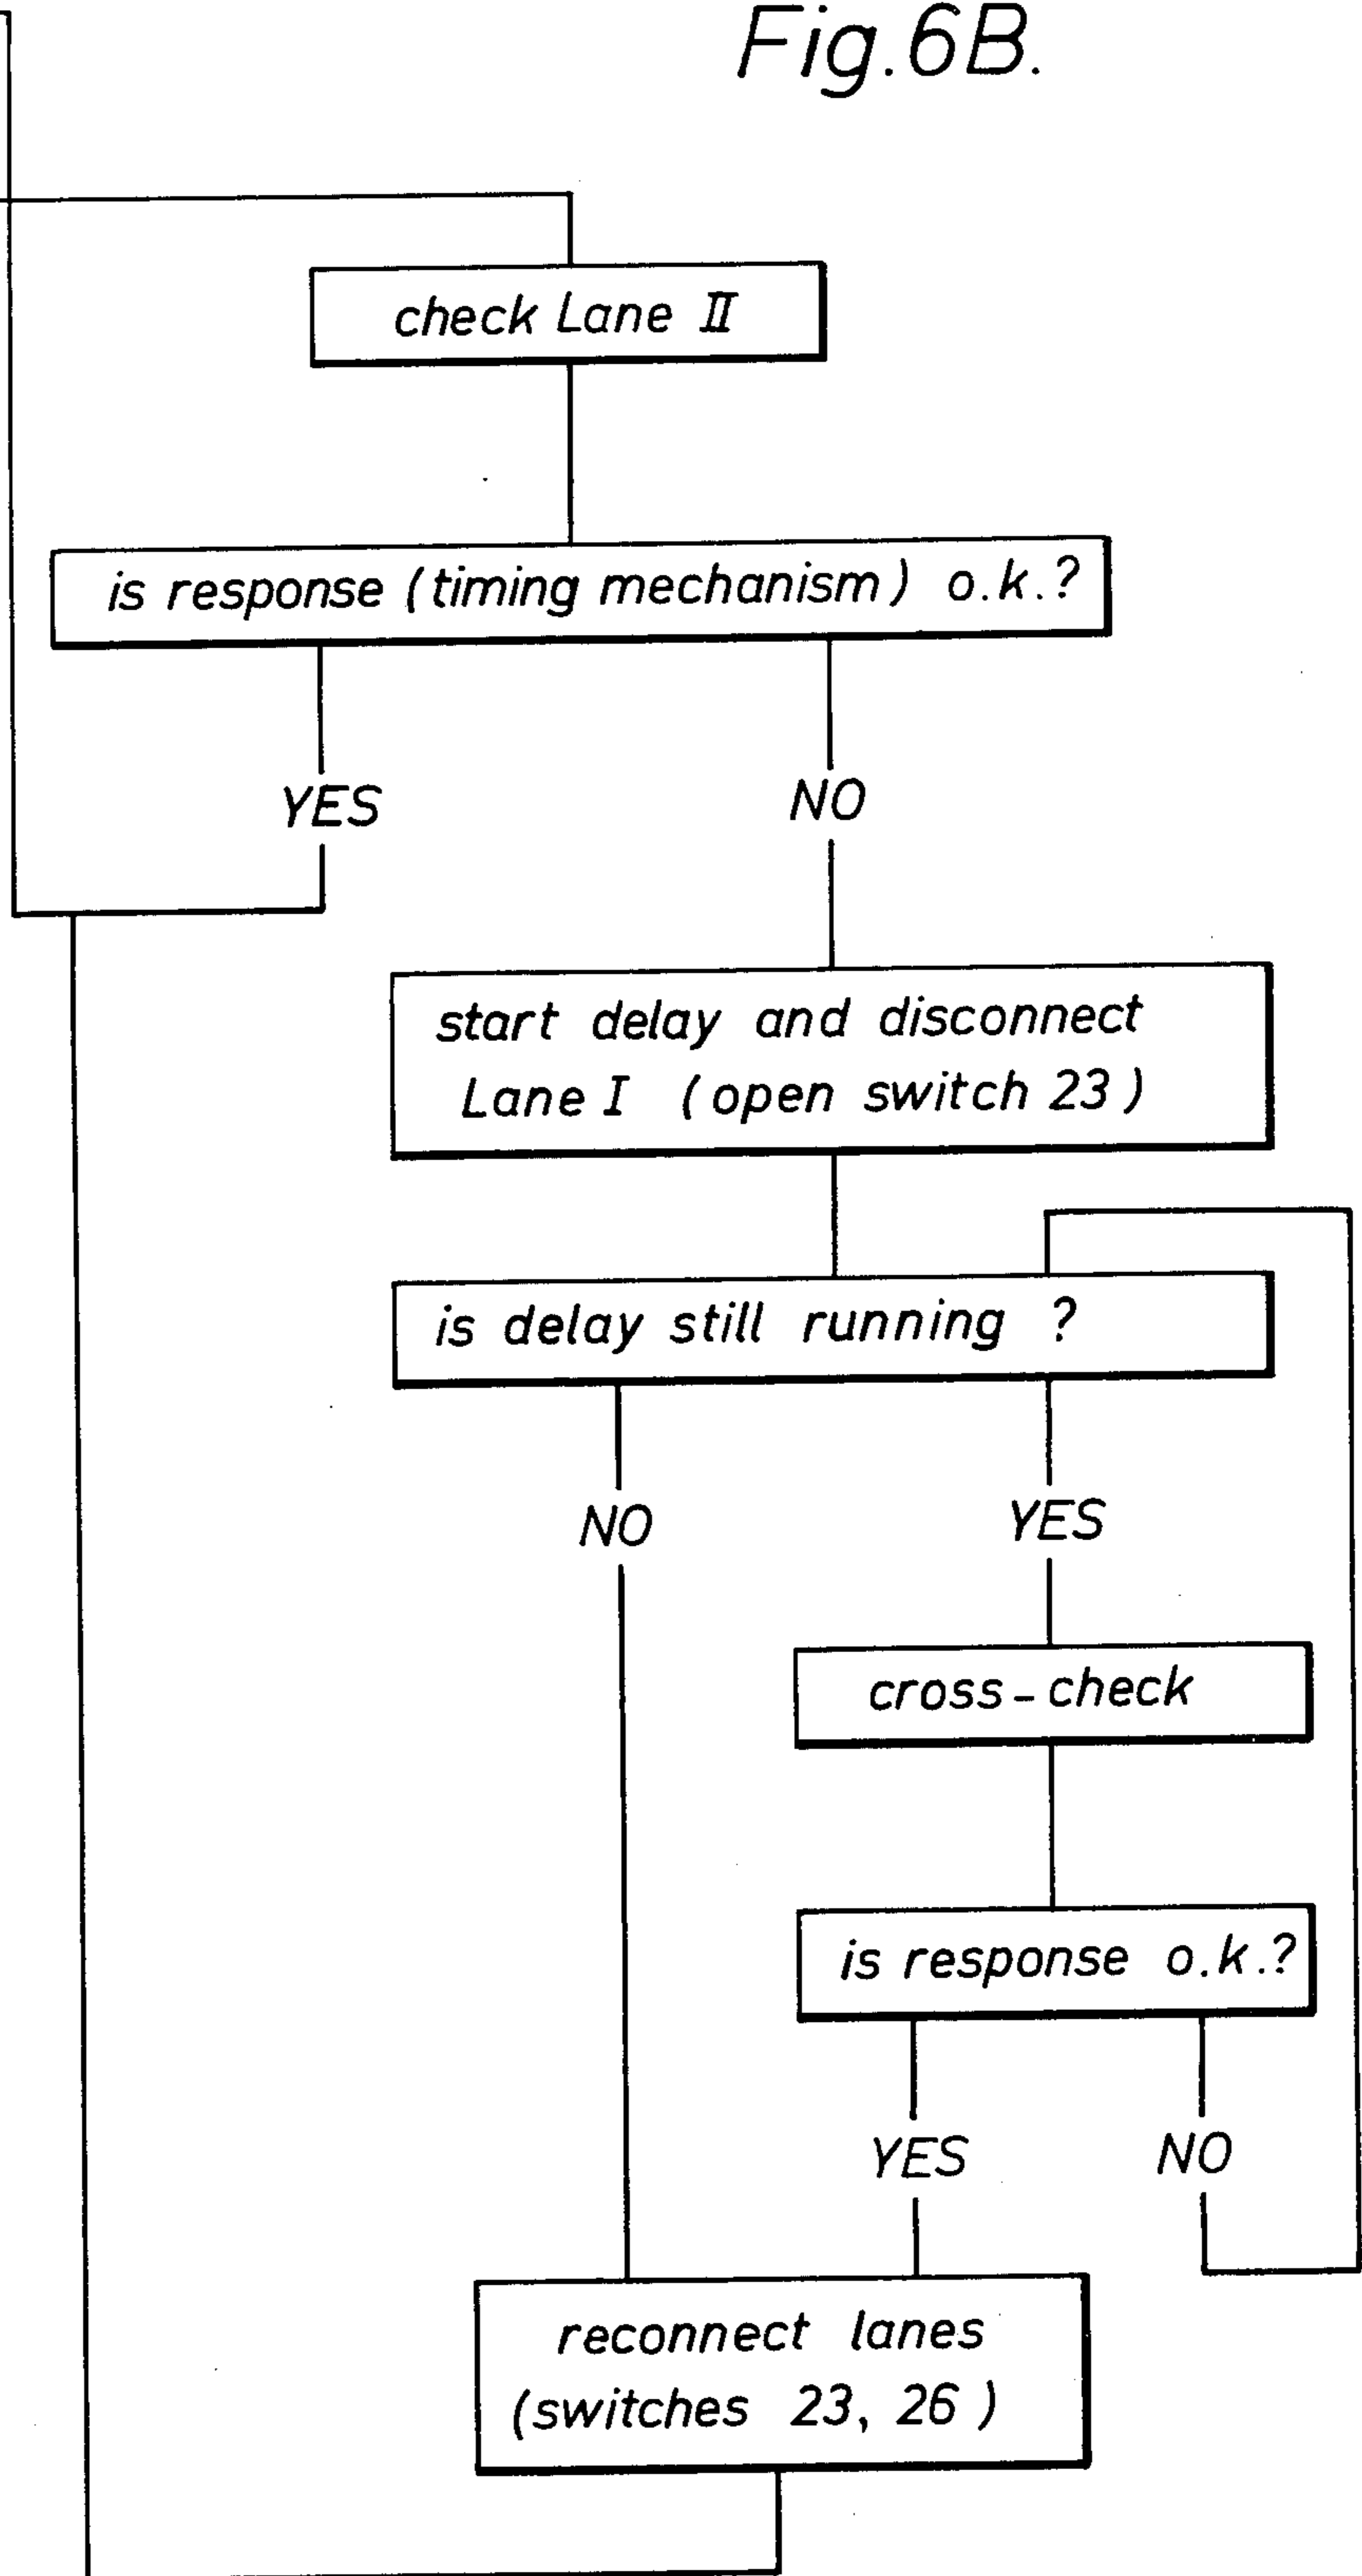 Fig.6B.
check Lane II
is response (timing mechanism) o.k.?
YES
NO
start delay and disconnect
Lane I (open switch 23)
is delay still running ?
NO
YES
cross-check
is response o.k.?
YES
NO
reconnect lanes
(switches 23, 26)